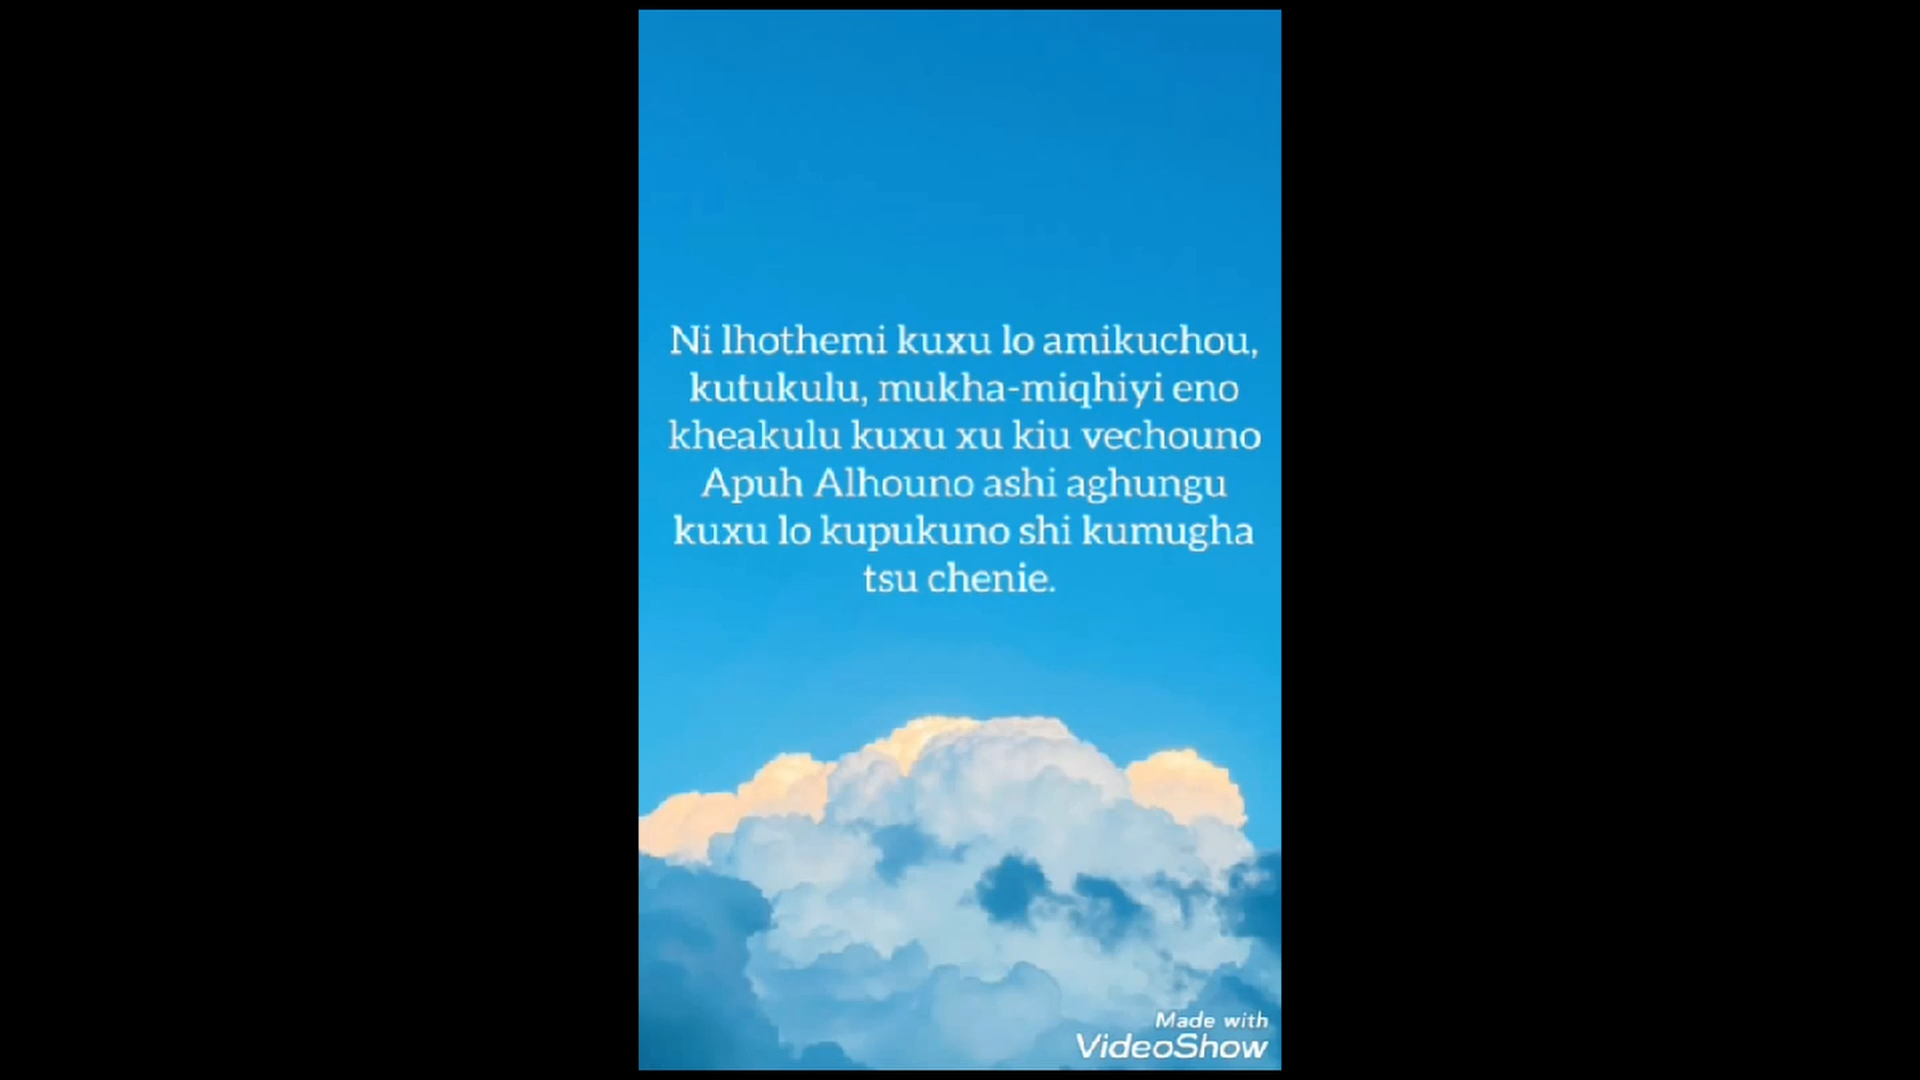 Ni lhothemi kuxu lo amikuchou,
kutukulu, mukha-miqhiyi eno
kheakulu kuxu xu kiu vechouno
Apuh Alhouno ashi aghungu
kuxu lo kupukuno shi kumugha
tsu chenie.
Made with
VideoShow